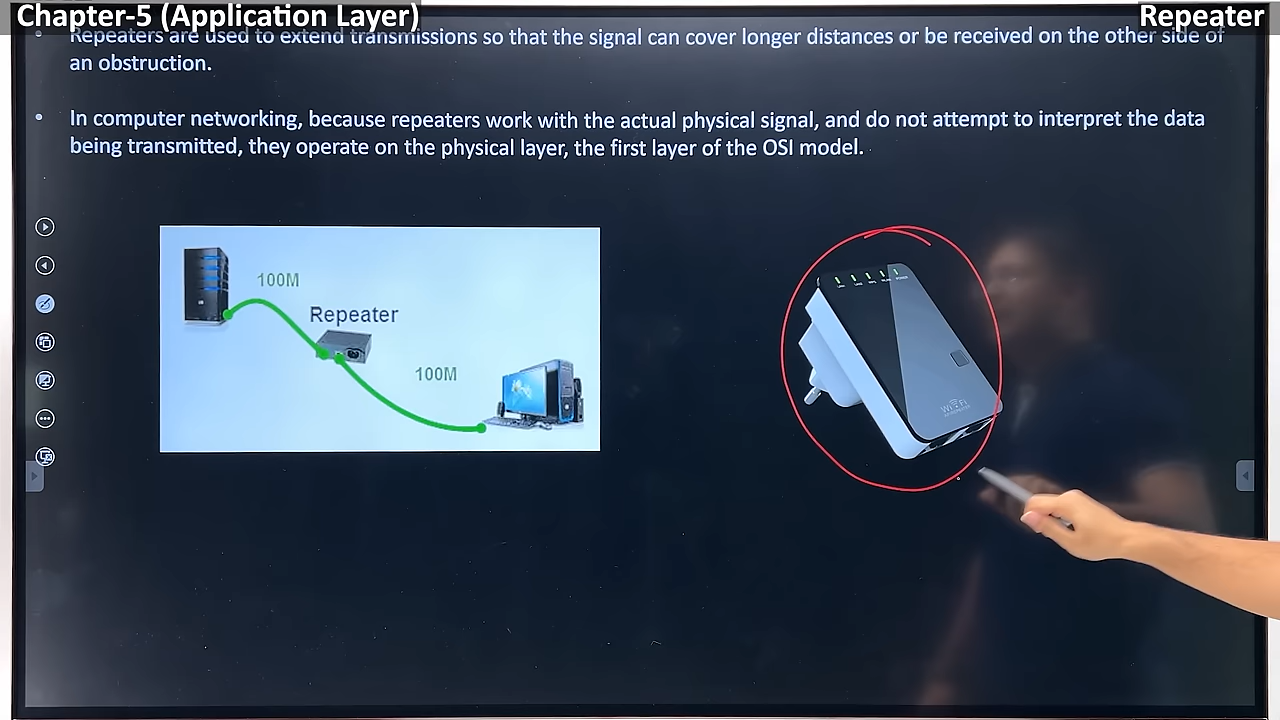 Chapter-5 (Application Layer)
Repeater
• Repeaters are used to extend transmissions so that the signal can cover longer distances or be received on the other side of
an obstruction.
• In computer networking, because repeaters work with the actual physical signal, and do not attempt to interpret the data
being transmitted, they operate on the physical layer, the first layer of the OSI model.
100M
Repeater
100M
Wi-Fi